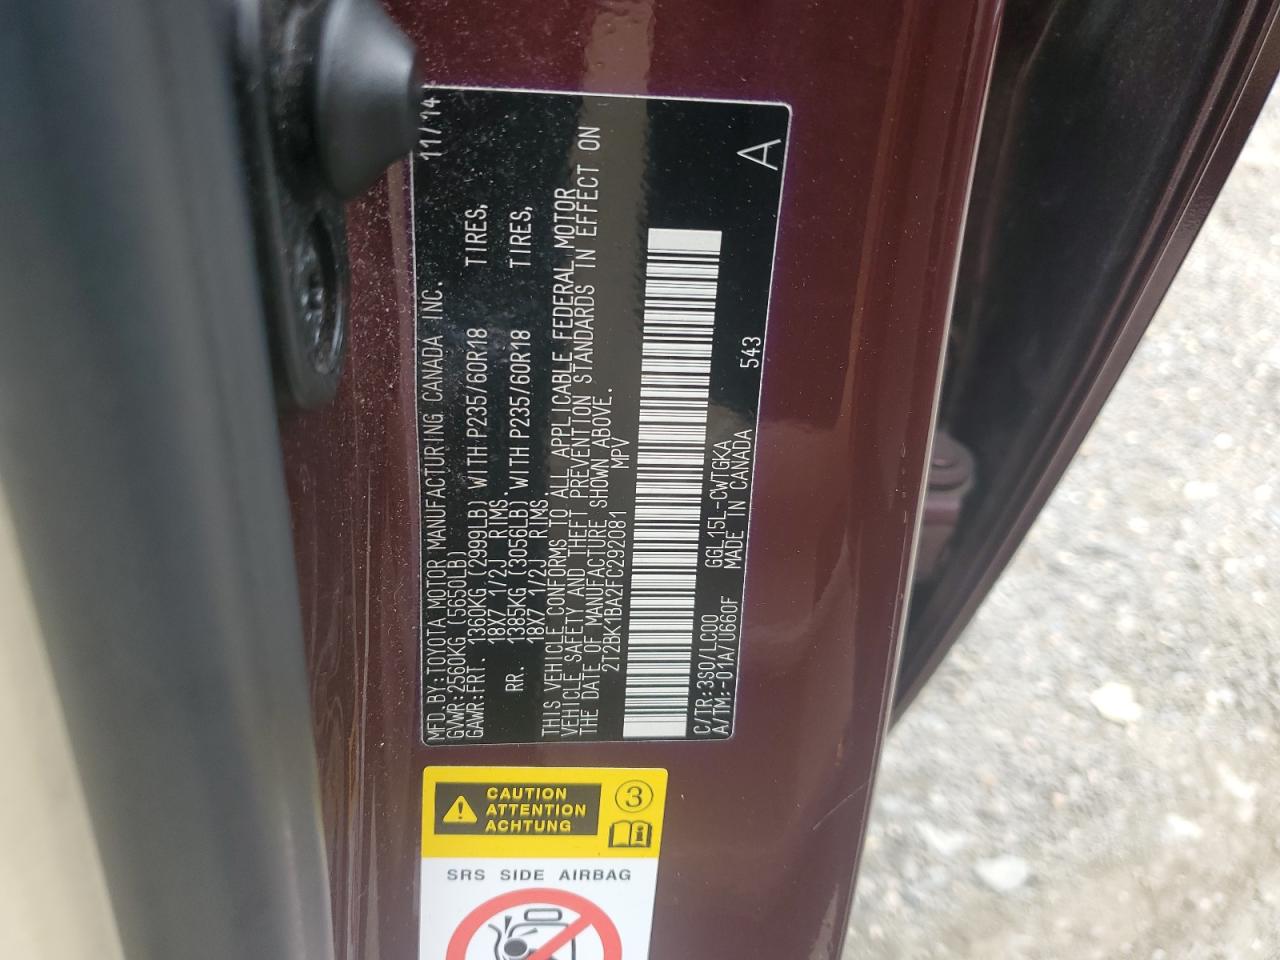 MFD.BY:TOYOTA MOTOR MANUFACTURING CANADA INC. 11/14
GVWR:2560KG (5650LB)
GAWR:FRT. 1360KG (2999LB) WITH P235/60R18 TIRES,
18X7 1/2J RIMS.
RR. 1385KG (3056LB) WITH P235/60R18 TIRES,
18X7 1/2J RIMS.
THIS VEHICLE CONFORMS TO ALL APPLICABLE FEDERAL MOTOR
VEHICLE SAFETY AND THEFT PREVENTION STANDARDS IN EFFECT ON
THE DATE OF MANUFACTURE SHOWN ABOVE.
2T2BK1BA2FC292081 MPV
C/TR:3S0/LC00 GGL15L-CWTGKA
A/TM:-01A/U660F MADE IN CANADA 543 A
CAUTION
ATTENTION
ACHTUNG
3
SRS SIDE AIRBAG